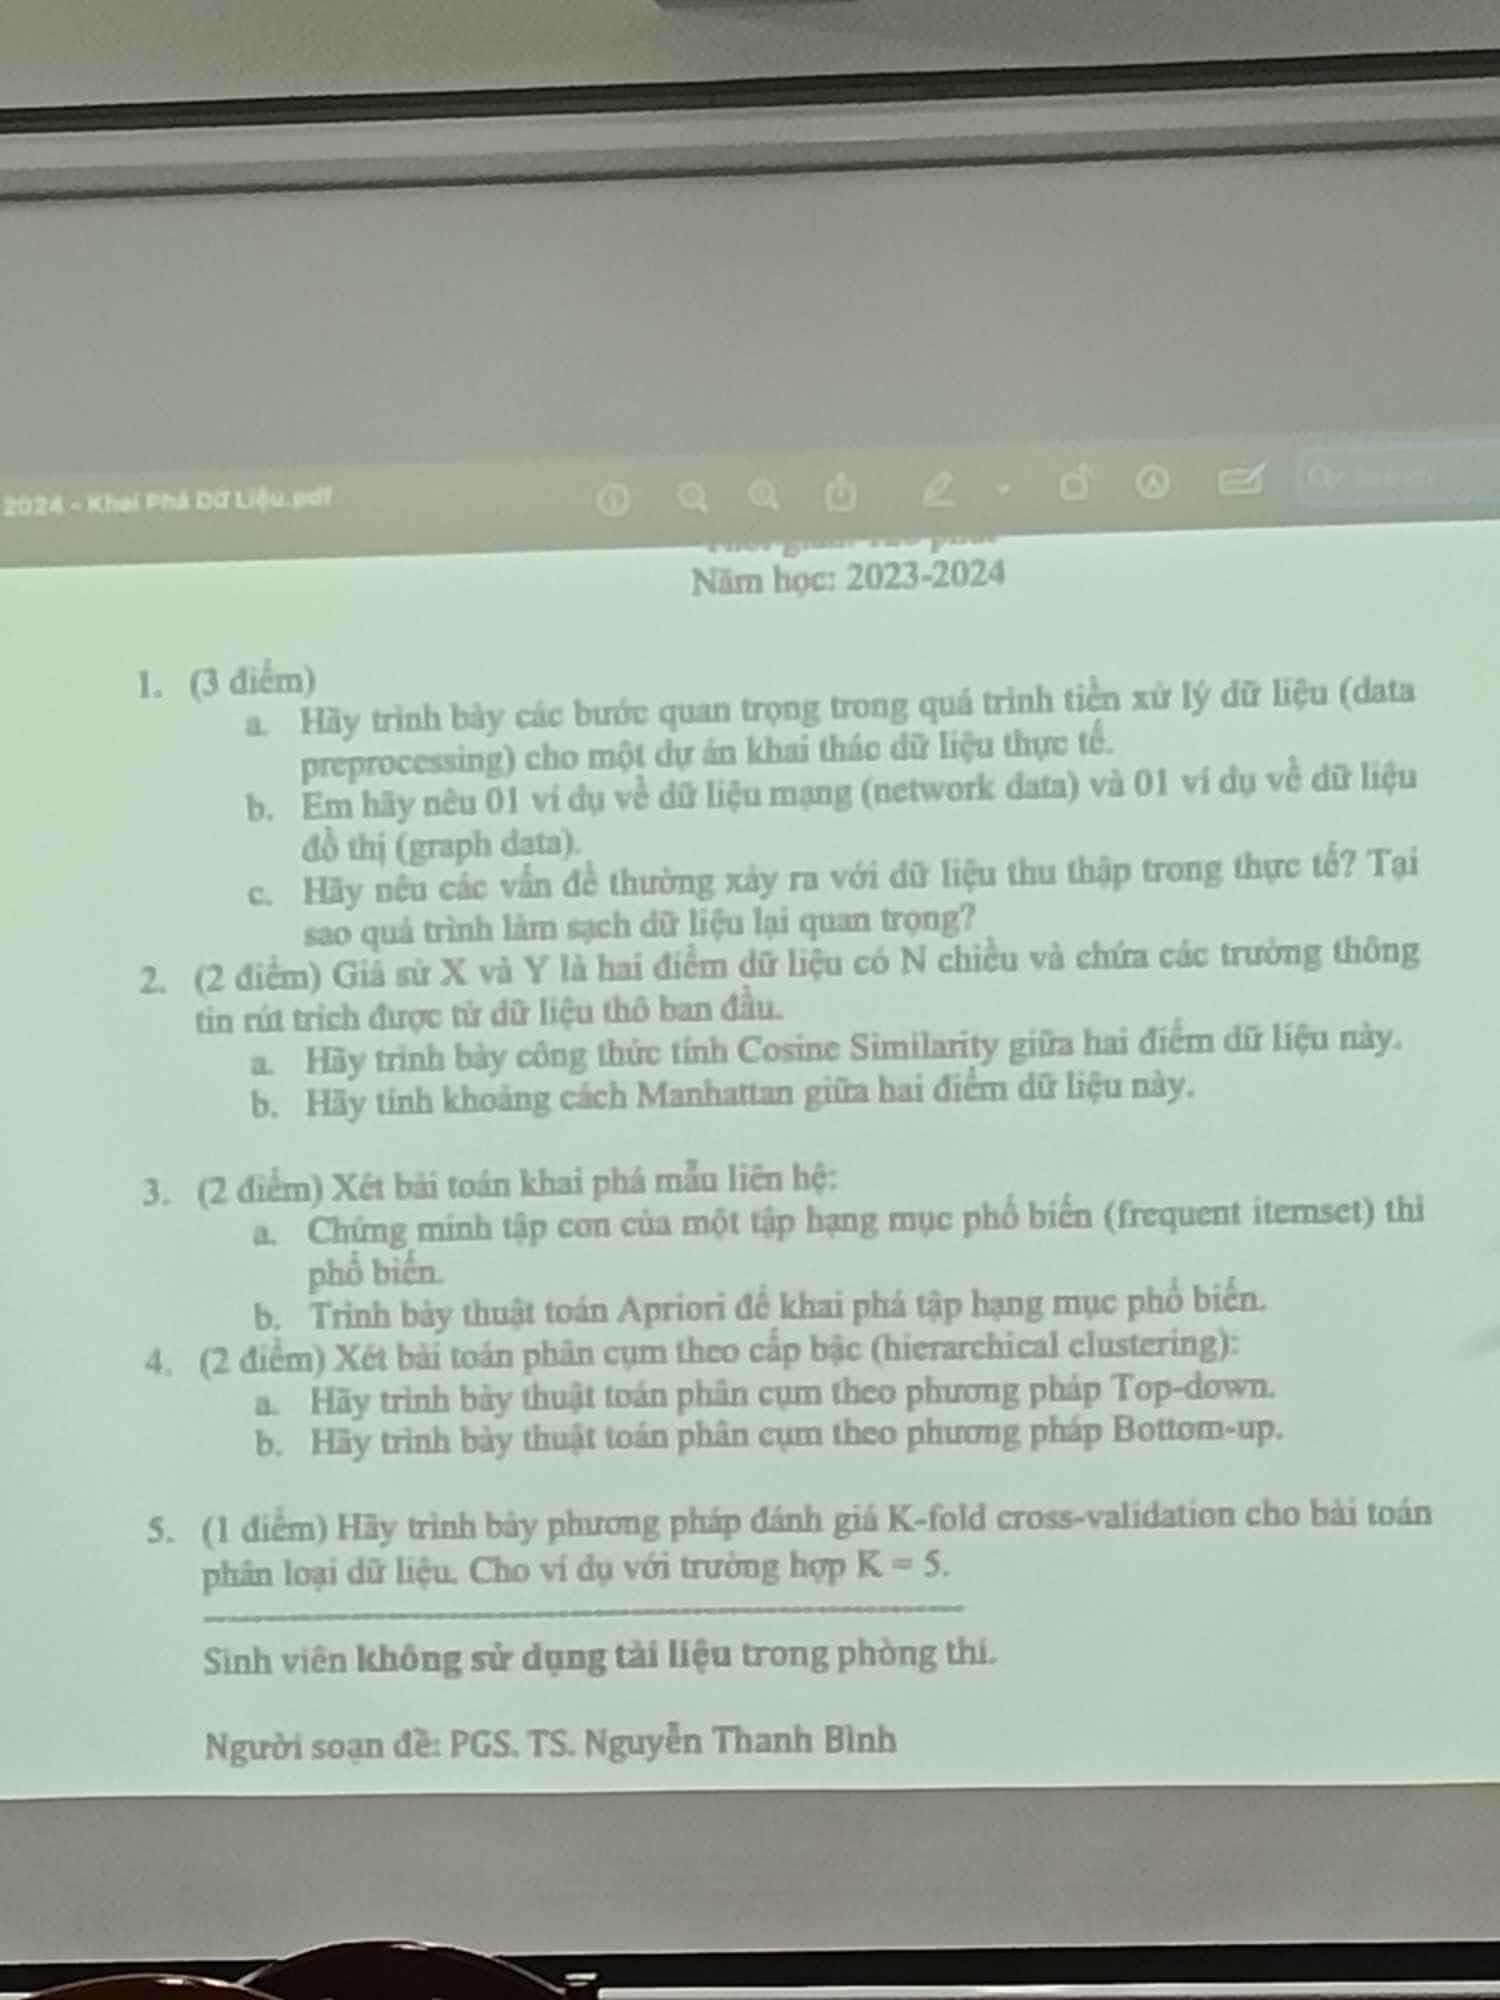 2024 - Khai Phá Dữ Liệu.pdf
Năm học: 2023-2024
1. (3 điểm)
a. Hãy trình bày các bước quan trọng trong quá trình tiền xử lý dữ liệu (data
preprocessing) cho một dự án khai thác dữ liệu thực tế.
b. Em hãy nêu 01 ví dụ về dữ liệu mạng (network data) và 01 ví dụ về dữ liệu
đồ thị (graph data).
c. Hãy nêu các vấn đề thường xảy ra với dữ liệu thu thập trong thực tế? Tại
sao quá trình làm sạch dữ liệu lại quan trọng?
2. (2 điểm) Giả sử X và Y là hai điểm dữ liệu có N chiều và chứa các trường thông
tin rút trích được từ dữ liệu thô ban đầu.
a. Hãy trình bày công thức tính Cosine Similarity giữa hai điểm dữ liệu này.
b. Hãy tính khoảng cách Manhattan giữa hai điểm dữ liệu này.
3. (2 điểm) Xét bài toán khai phá mẫu liên hệ:
a. Chứng minh tập con của một tập hạng mục phổ biến (frequent itemset) thì
phổ biến.
b. Trình bày thuật toán Apriori để khai phá tập hạng mục phổ biến.
4. (2 điểm) Xét bài toán phân cụm theo cấp bậc (hierarchical clustering):
a. Hãy trình bày thuật toán phân cụm theo phương pháp Top-down.
b. Hãy trình bày thuật toán phân cụm theo phương pháp Bottom-up.
5. (1 điểm) Hãy trình bày phương pháp đánh giá K-fold cross-validation cho bài toán
phân loại dữ liệu. Cho ví dụ với trường hợp K = 5.
Sinh viên không sử dụng tài liệu trong phòng thi.
Người soạn đề: PGS. TS. Nguyễn Thanh Bình